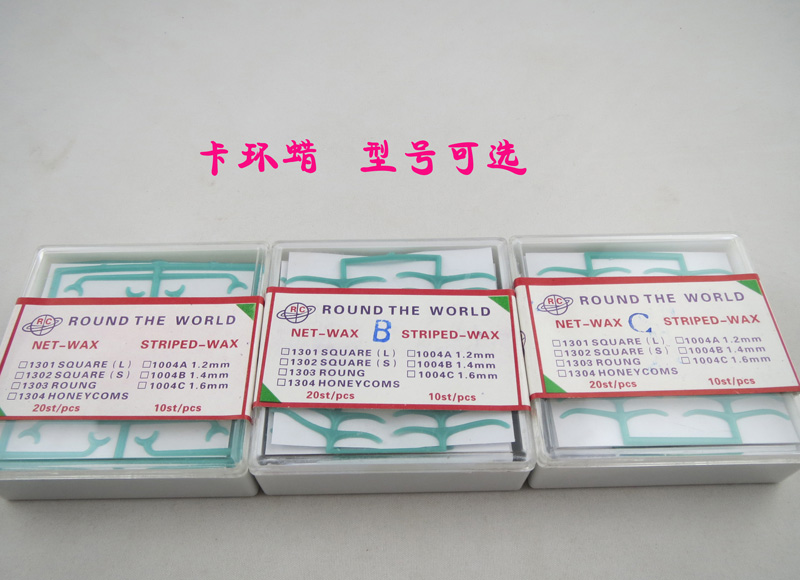 卡环蜡 型号可选
RC ROUND THE WORLD
NET-WAX STRIPED-WAX
□1301 SQUARE (L) □1004A 1.2mm
□1302 SQUARE (S) □1004B 1.4mm
□1303 ROUNG □1004C 1.6mm
□1304 HONEYCOMS
20st/pcs 10st/pcs
RC ROUND THE WORLD
NET-WAX B STRIPED-WAX
□1301 SQUARE (L) □1004A 1.2mm
□1302 SQUARE (S) □1004B 1.4mm
□1303 ROUNG □1004C 1.6mm
□1304 HONEYCOMS
20st/pcs 10st/pcs
RC ROUND THE WORLD
NET-WAX C STRIPED-WAX
□1301 SQUARE (L) □1004A 1.2mm
□1302 SQUARE (S) □1004B 1.4mm
□1303 ROUNG □1004C 1.6mm
□1304 HONEYCOMS
20st/pcs 10st/pcs